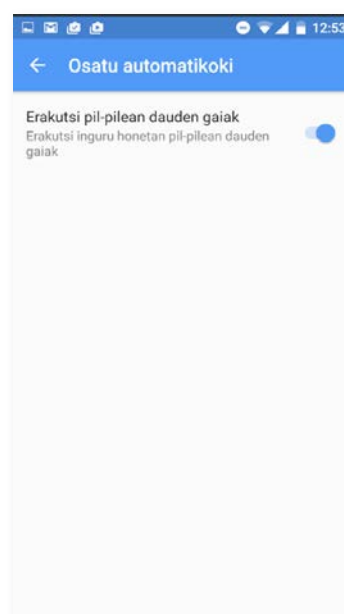 12:53
Osatu automatikoki
Erakutsi pil-pilean dauden gaiak
Erakutsi inguru honetan pil-pilean dauden
gaiak